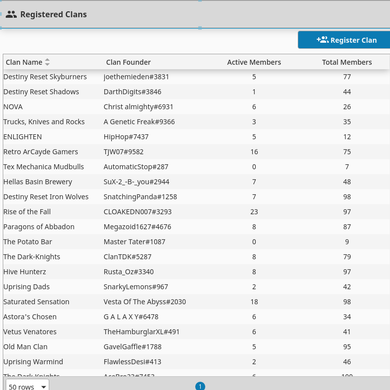 Registered Clans
Register Clan
Clan Name Clan Founder Active Members Total Members
Destiny Reset Skyburners Joethemieden#3831 5 77
Destiny Reset Shadows DarthDigits#3846 1 44
NOVA Christ almighty#6931 6 26
Trucks, Knives and Rocks A Genetic Freak#9366 3 35
ENLIGHTEN HipHop#7437 5 12
Retro ArCayde Gamers TJW07#9582 16 75
Tex Mechanica Mudbulls AutomaticStop#287 0 7
Hellas Basin Brewery SuX-2_-B-_you#2944 7 48
Destiny Reset Iron Wolves SnatchingPanda#1258 7 98
Rise of the Fall CLOAKEDN007#3293 23 97
Paragons of Abbadon Megazoid1627#4676 8 87
The Potato Bar Master Tater#1087 0 9
The Dark-Knights ClanTDK#5287 8 79
Hive Hunterz Rusta_Oz#3340 8 97
Uprising Dads SnarkyLemons#967 2 42
Saturated Sensation Vesta Of The Abyss#2030 18 98
Astora's Chosen G A L A X Y#6478 6 34
Vetus Venatores TheHamburglarXL#491 6 41
Old Man Clan GavelGaffle#1788 5 95
Uprising Warmind FlawlessDesi#413 2 46
50 rows 1